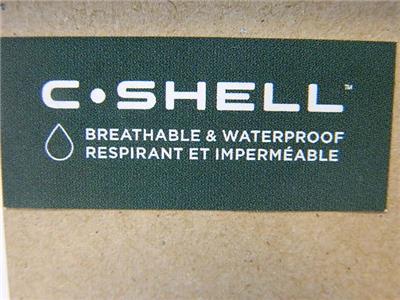 C•SHELL™
BREATHABLE & WATERPROOF
RESPIRANT ET IMPERMÉABLE